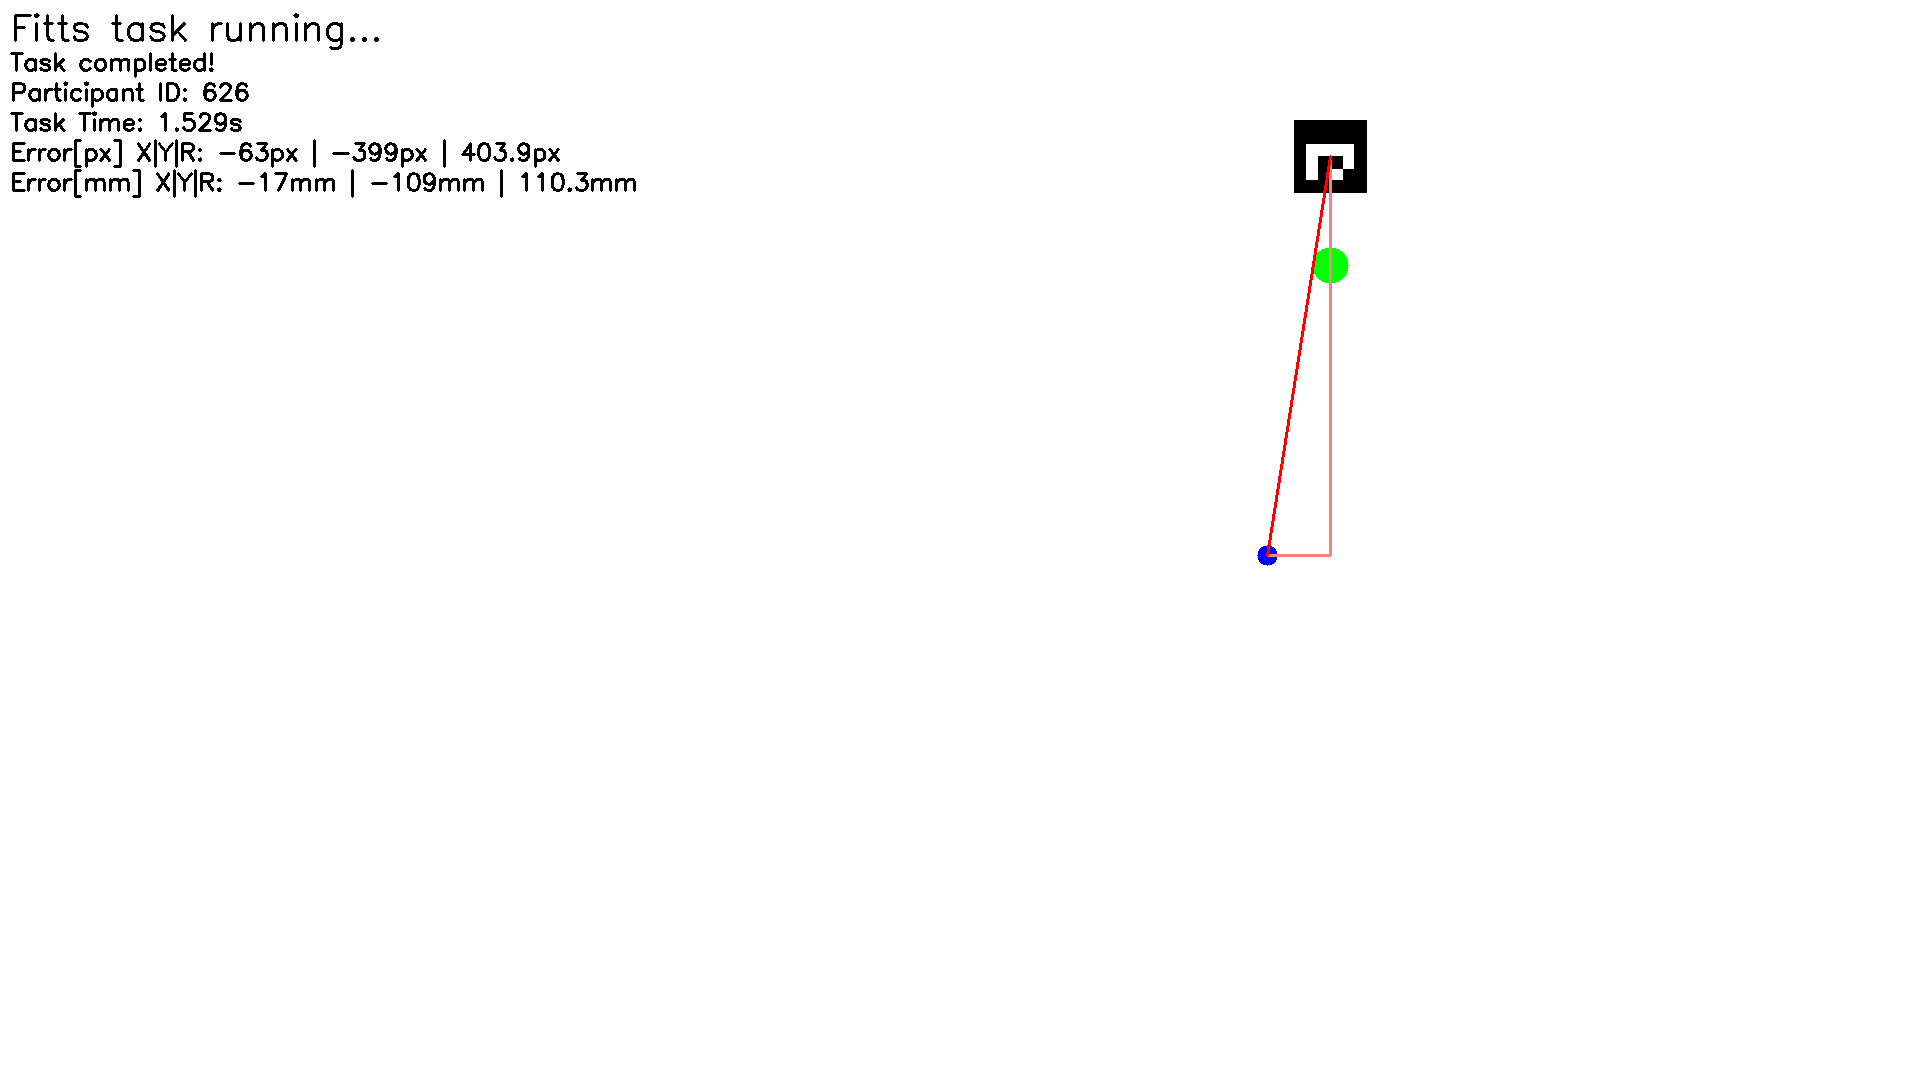 Fitts task running...
Task completed!
Participant ID: 626
Task Time: 1.529s
Error[px] X|Y|R: -63px | -399px | 403.9px
Error[mm] X|Y|R: -17mm | -109mm | 110.3mm